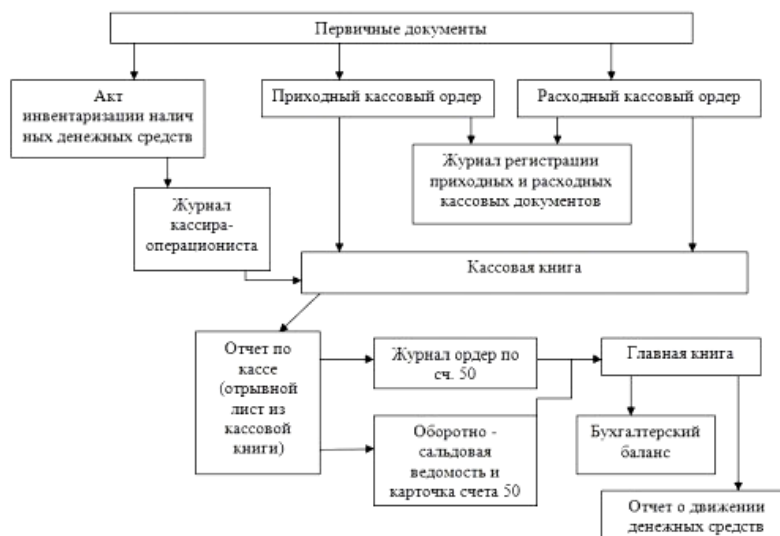 Первичные документы
Акт
инвентаризации налич
ных денежных средств
Приходный кассовый ордер
Расходный кассовый ордер
Журнал регистрации
приходных и расходных
кассовых документов
Журнал
кассира-
операциониста
Кассовая книга
Отчет по
кассе
(отрывной
лист из
кассовой
книги)
Журнал ордер по
сч. 50
Главная книга
Оборотно -
сальдовая
ведомость и
карточка счета 50
Бухгалтерский
баланс
Отчет о движении
денежных средств